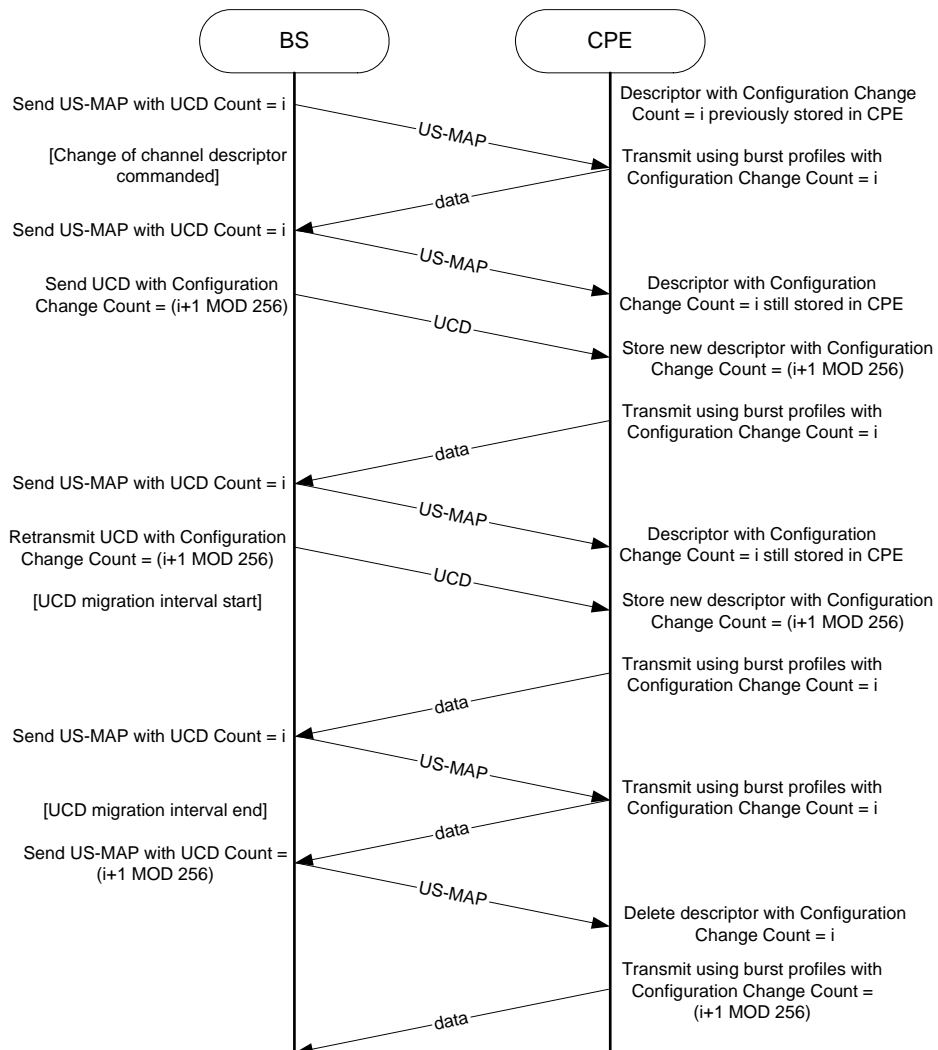 BS
CPE
Send US-MAP with UCD Count = i
Descriptor with Configuration Change
Count = i previously stored in CPE
US-MAP
[Change of channel descriptor
commanded]
Transmit using burst profiles with
Configuration Change Count = i
data
Send US-MAP with UCD Count = i
US-MAP
Send UCD with Configuration
Change Count = (i+1 MOD 256)
Descriptor with Configuration
Change Count = i still stored in CPE
UCD
Store new descriptor with Configuration
Change Count = (i+1 MOD 256)
Transmit using burst profiles with
Configuration Change Count = i
data
Send US-MAP with UCD Count = i
US-MAP
Retransmit UCD with Configuration
Change Count = (i+1 MOD 256)
Descriptor with Configuration
Change Count = i still stored in CPE
UCD
[UCD migration interval start]
Store new descriptor with Configuration
Change Count = (i+1 MOD 256)
Transmit using burst profiles with
Configuration Change Count = i
data
Send US-MAP with UCD Count = i
US-MAP
Transmit using burst profiles with
Configuration Change Count = i
[UCD migration interval end]
data
Send US-MAP with UCD Count =
(i+1 MOD 256)
US-MAP
Delete descriptor with Configuration
Change Count = i
Transmit using burst profiles with
Configuration Change Count =
(i+1 MOD 256)
data